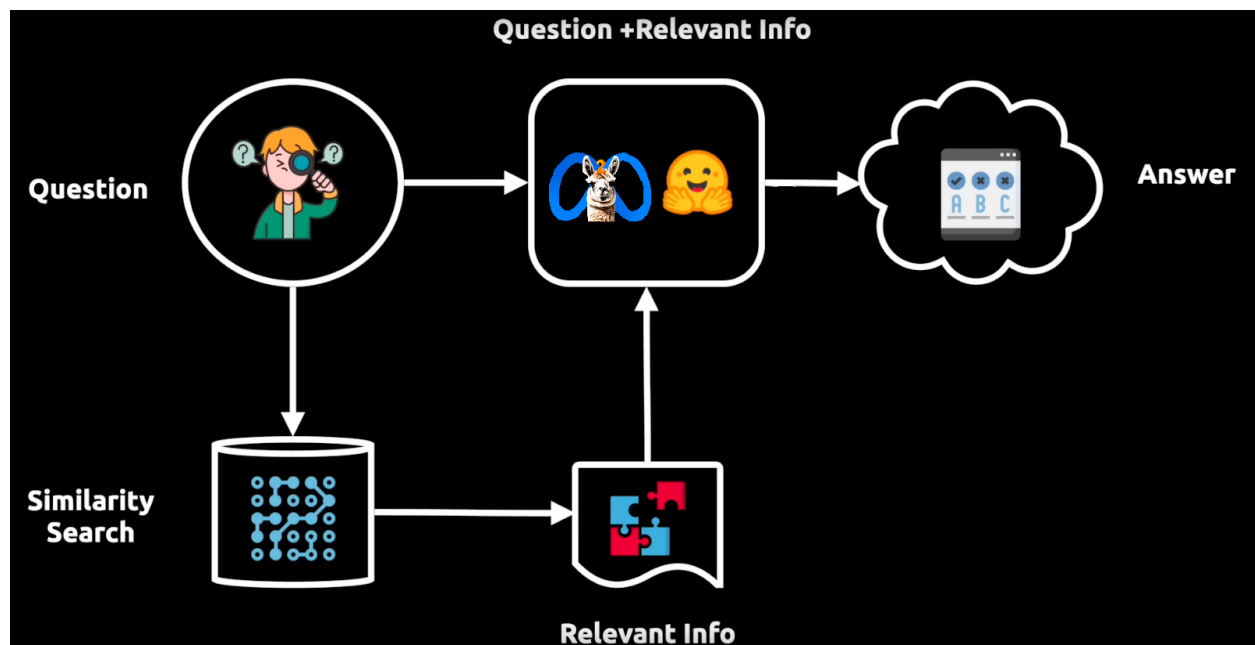 Question +Relevant Info
Question
Answer
? ?
A B C
Similarity
Search
Relevant Info